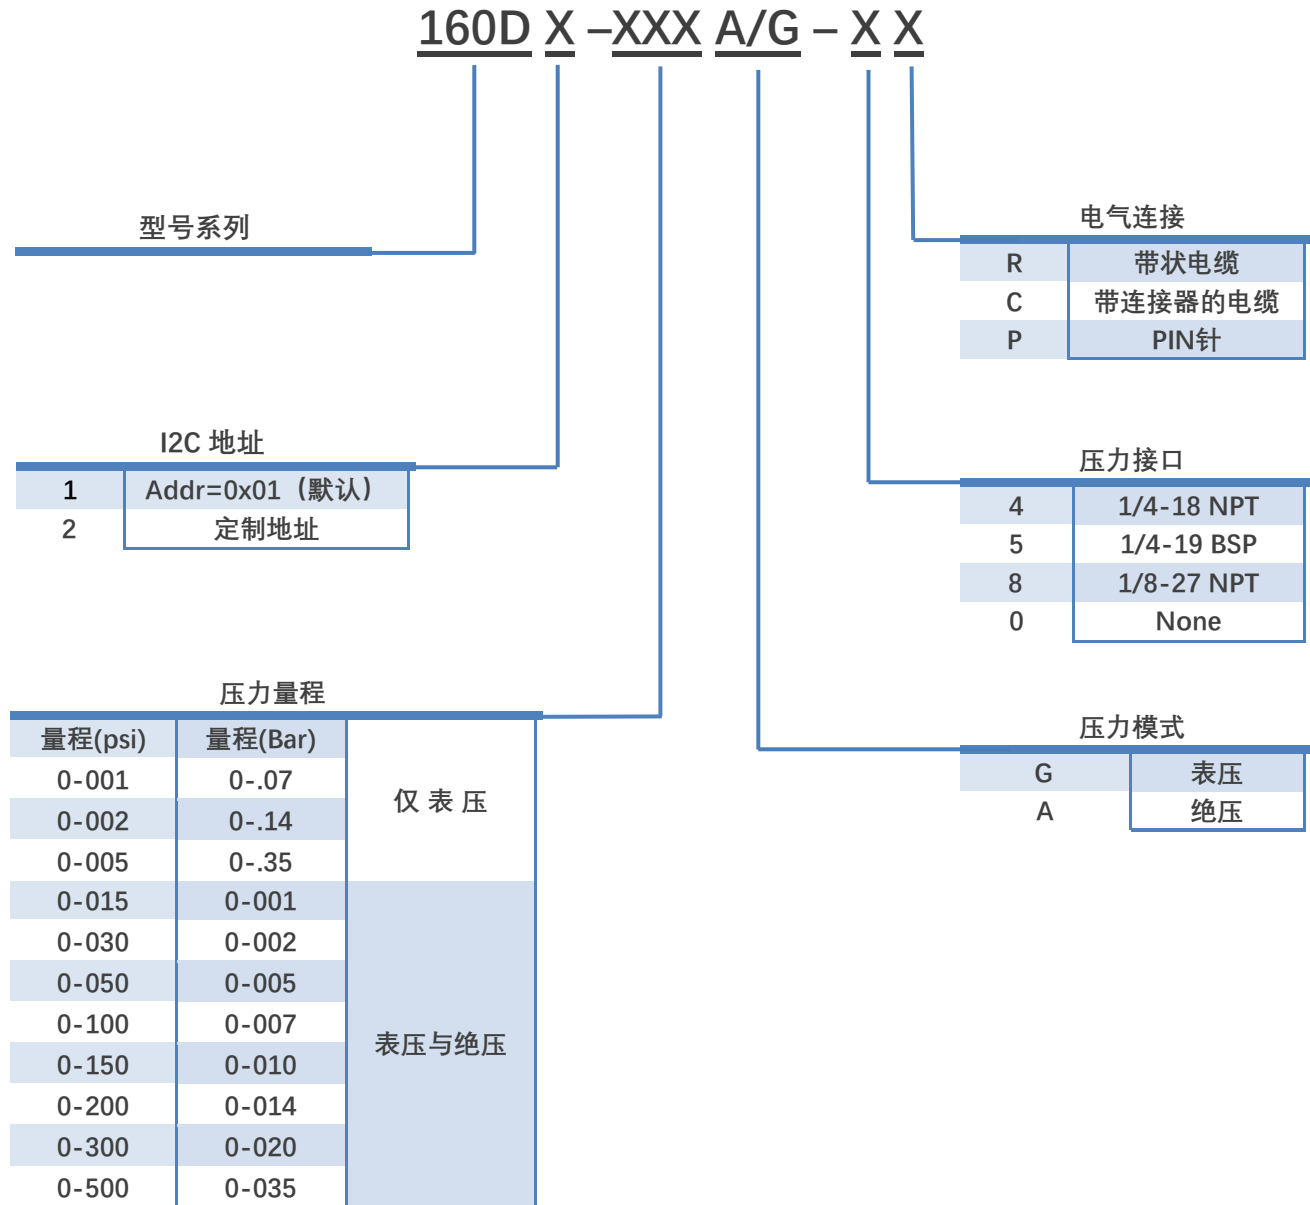 160D X –XXX A/G – X X
型号系列
电气连接
R 带状电缆
C 带连接器的电缆
P PIN针
I2C 地址
1 Addr=0x01（默认）
2 定制地址
压力接口
4 1/4-18 NPT
5 1/4-19 BSP
8 1/8-27 NPT
0 None
压力量程
量程(psi) 量程(Bar)
0-001 0-.07
0-002 0-.14
0-005 0-.35
仅 表 压
0-015 0-001
0-030 0-002
0-050 0-005
0-100 0-007
0-150 0-010
0-200 0-014
0-300 0-020
0-500 0-035
表压与绝压
压力模式
G 表压
A 绝压